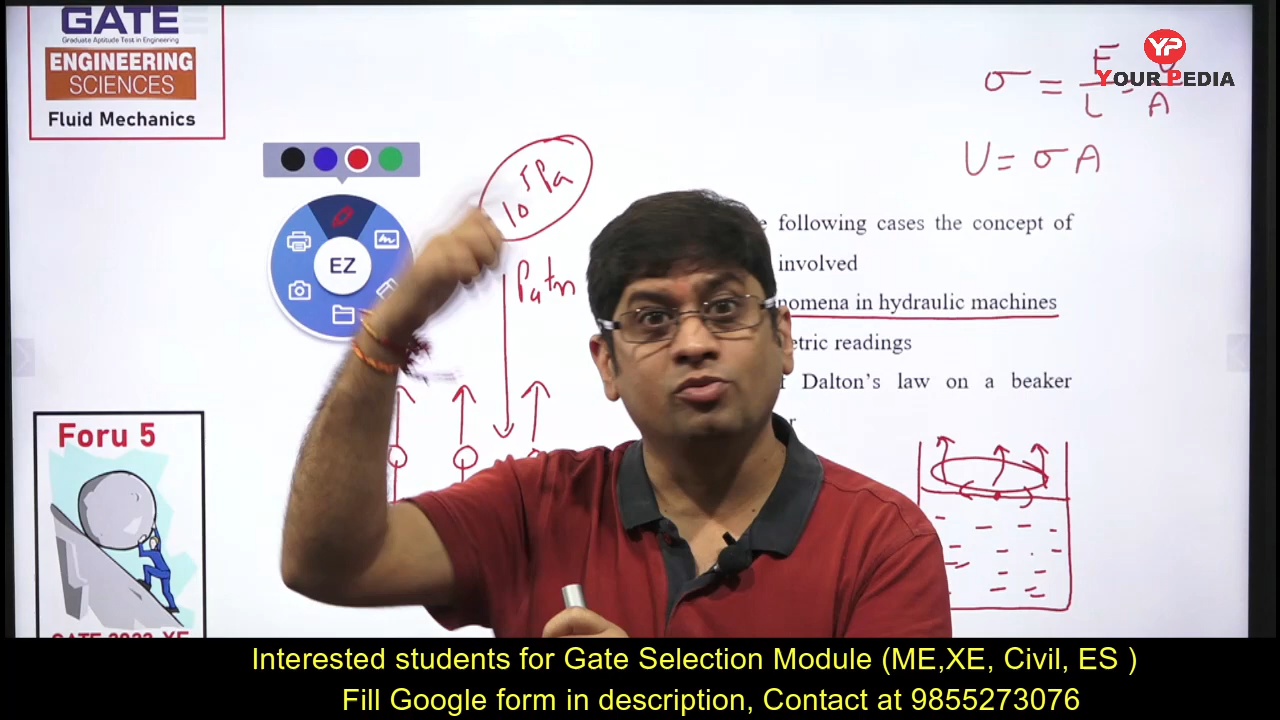 GATE
Graduate Aptitude Test in Engineering
ENGINEERING
SCIENCES
Fluid Mechanics
YP
YOUR PEDIA
σ = F/L = U/A
U = σ A
10⁵ Pa
Patm
EZ
following cases the concept of
involved
nomena in hydraulic machines
etric readings
Dalton's law on a beaker
Foru 5
Interested students for Gate Selection Module (ME,XE, Civil, ES )
Fill Google form in description, Contact at 9855273076